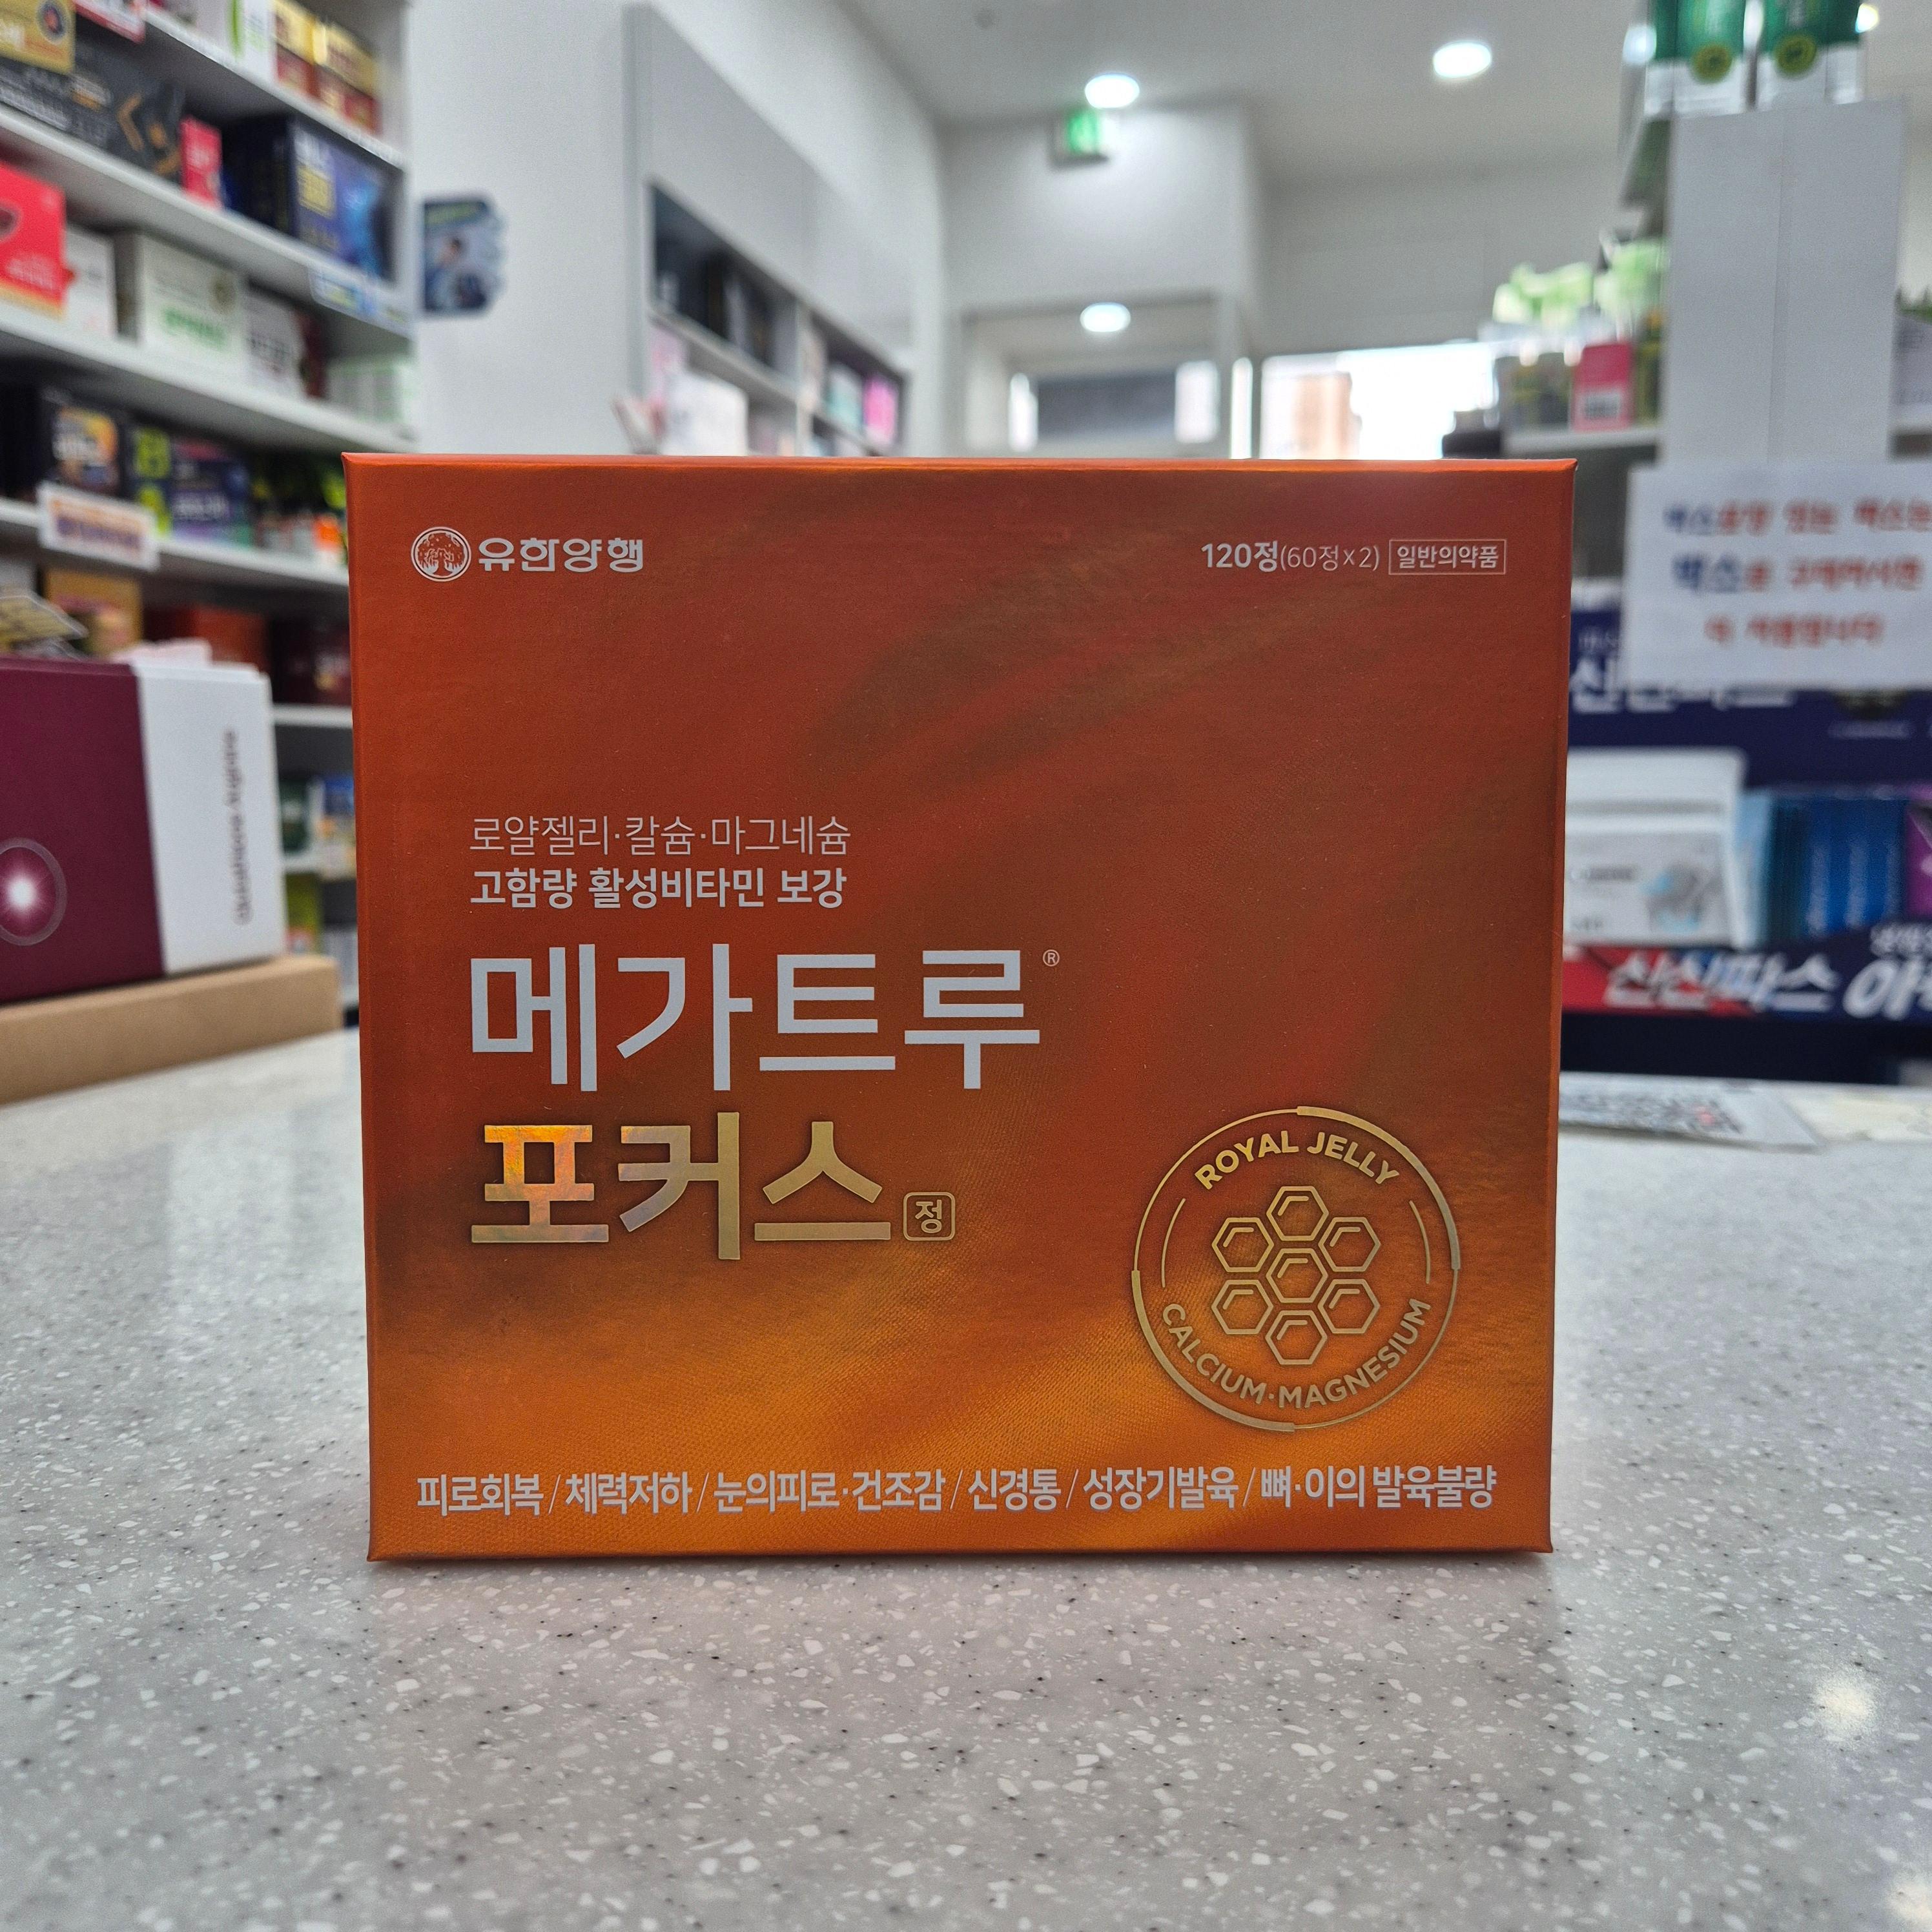 유한양행
120정(60정×2) 일반의약품
로얄젤리·칼슘·마그네슘
고함량 활성비타민 보강
메가트루®
포커스 정
ROYAL JELLY
CALCIUM·MAGNESIUM
피로회복/체력저하/눈의피로·건조감/신경통/성장기발육/뼈·이의 발육불량
신신파스